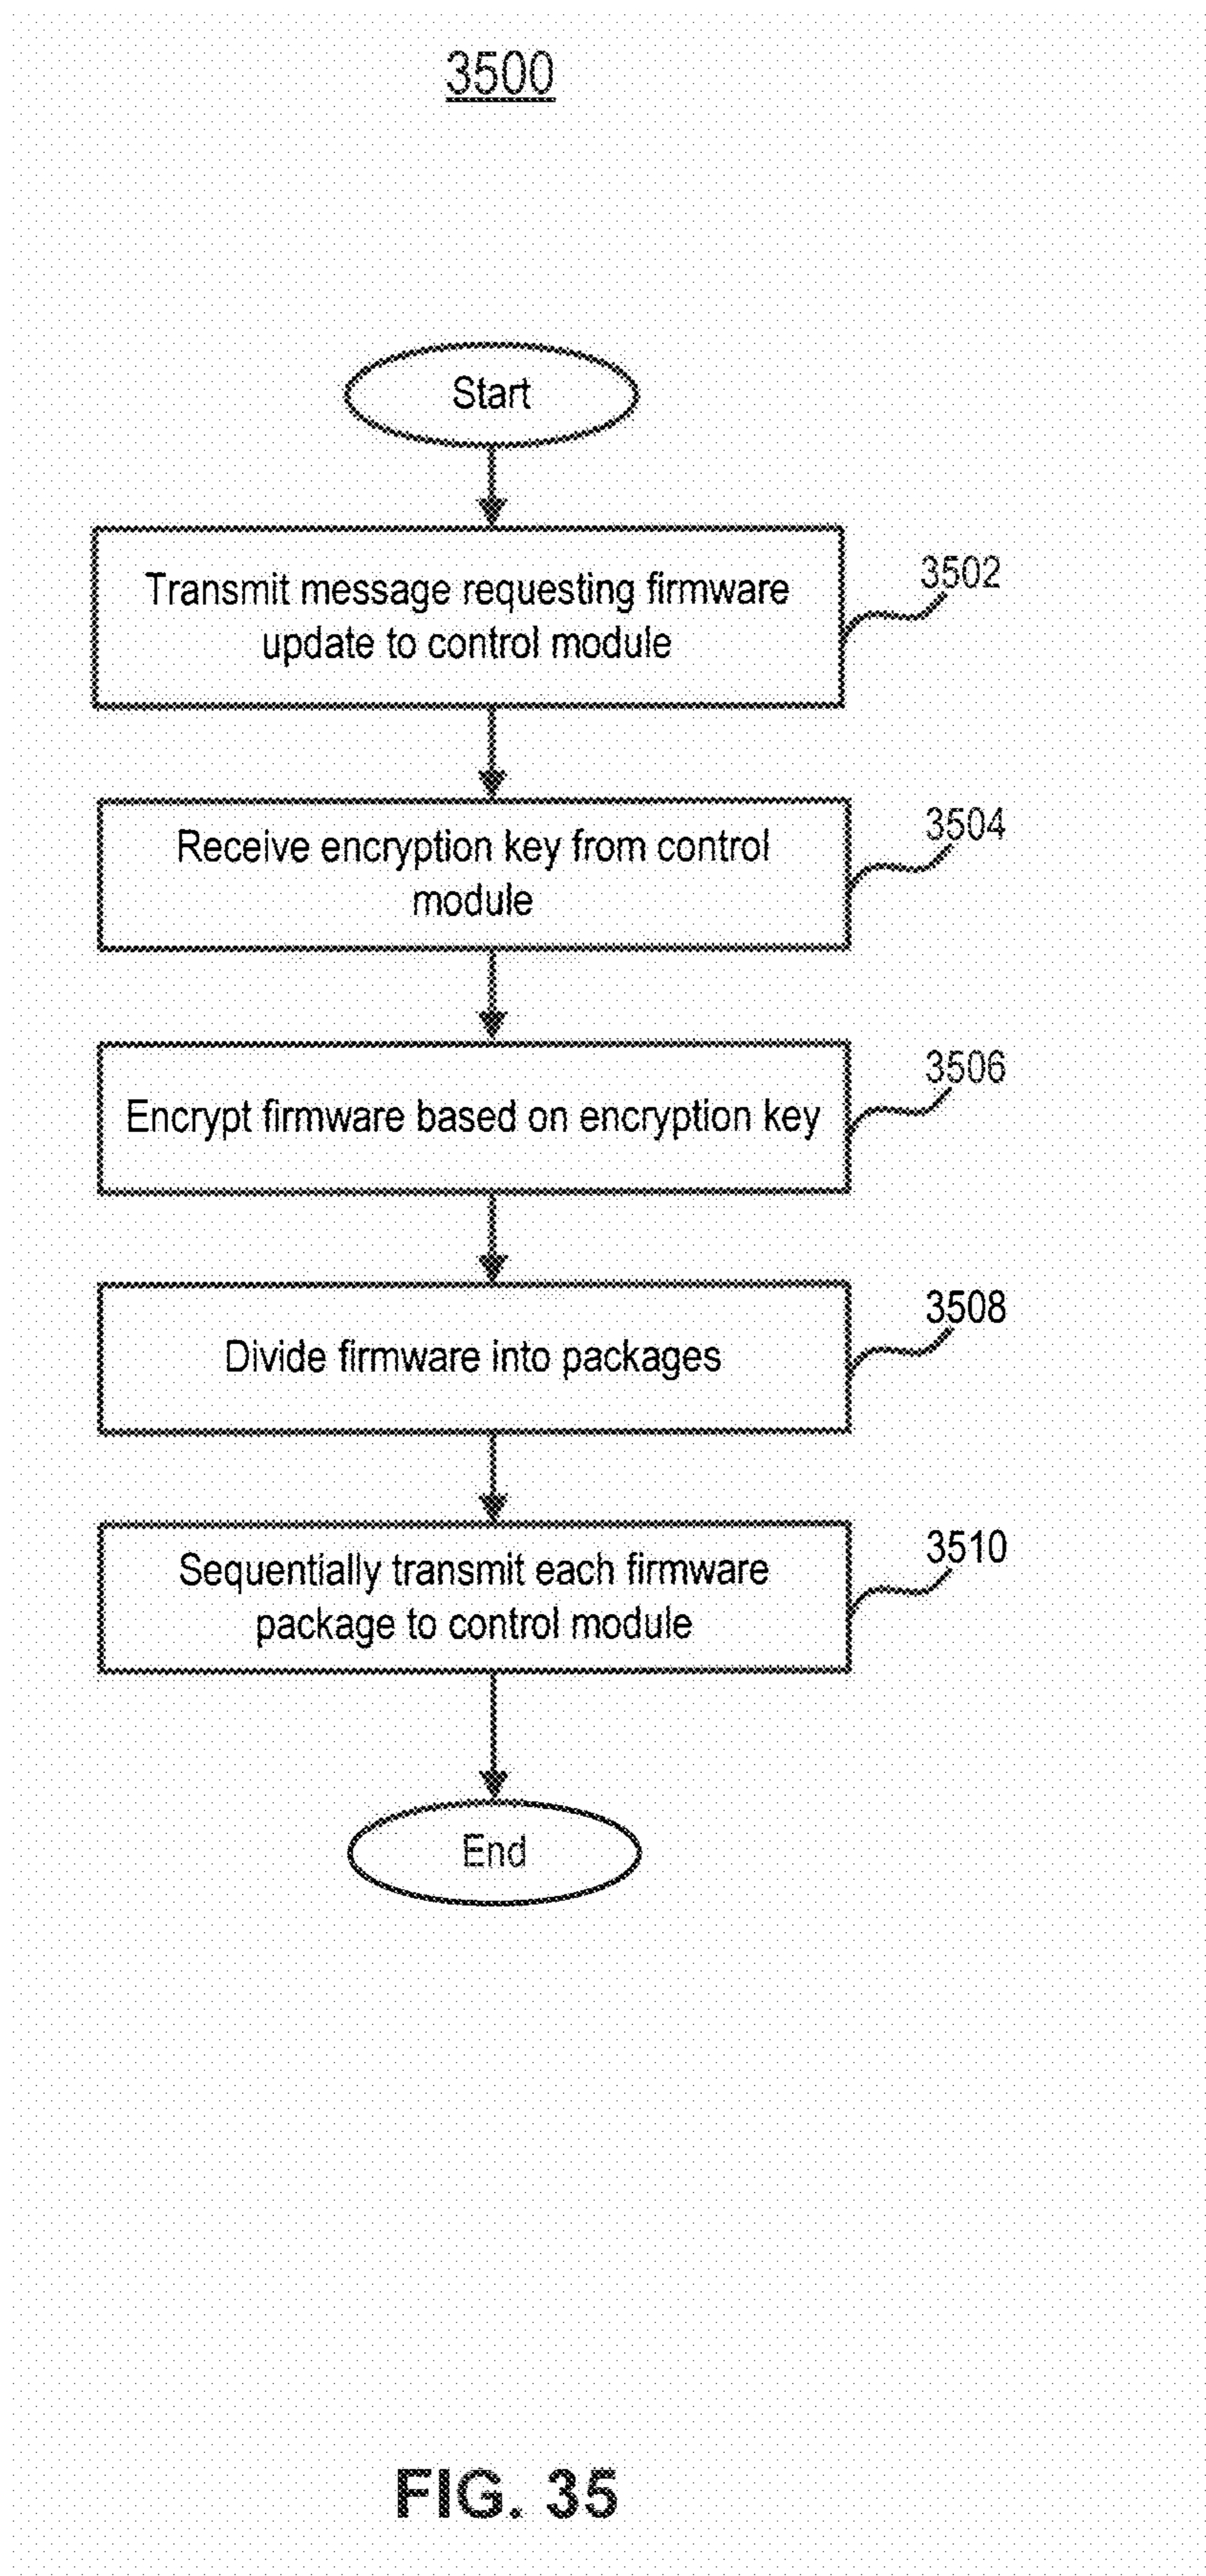 3500
Start
Transmit message requesting firmware
update to control module
3502
Receive encryption key from control
module
3504
Encrypt firmware based on encryption key
3506
Divide firmware into packages
3508
Sequentially transmit each firmware
package to control module
3510
End
FIG. 35